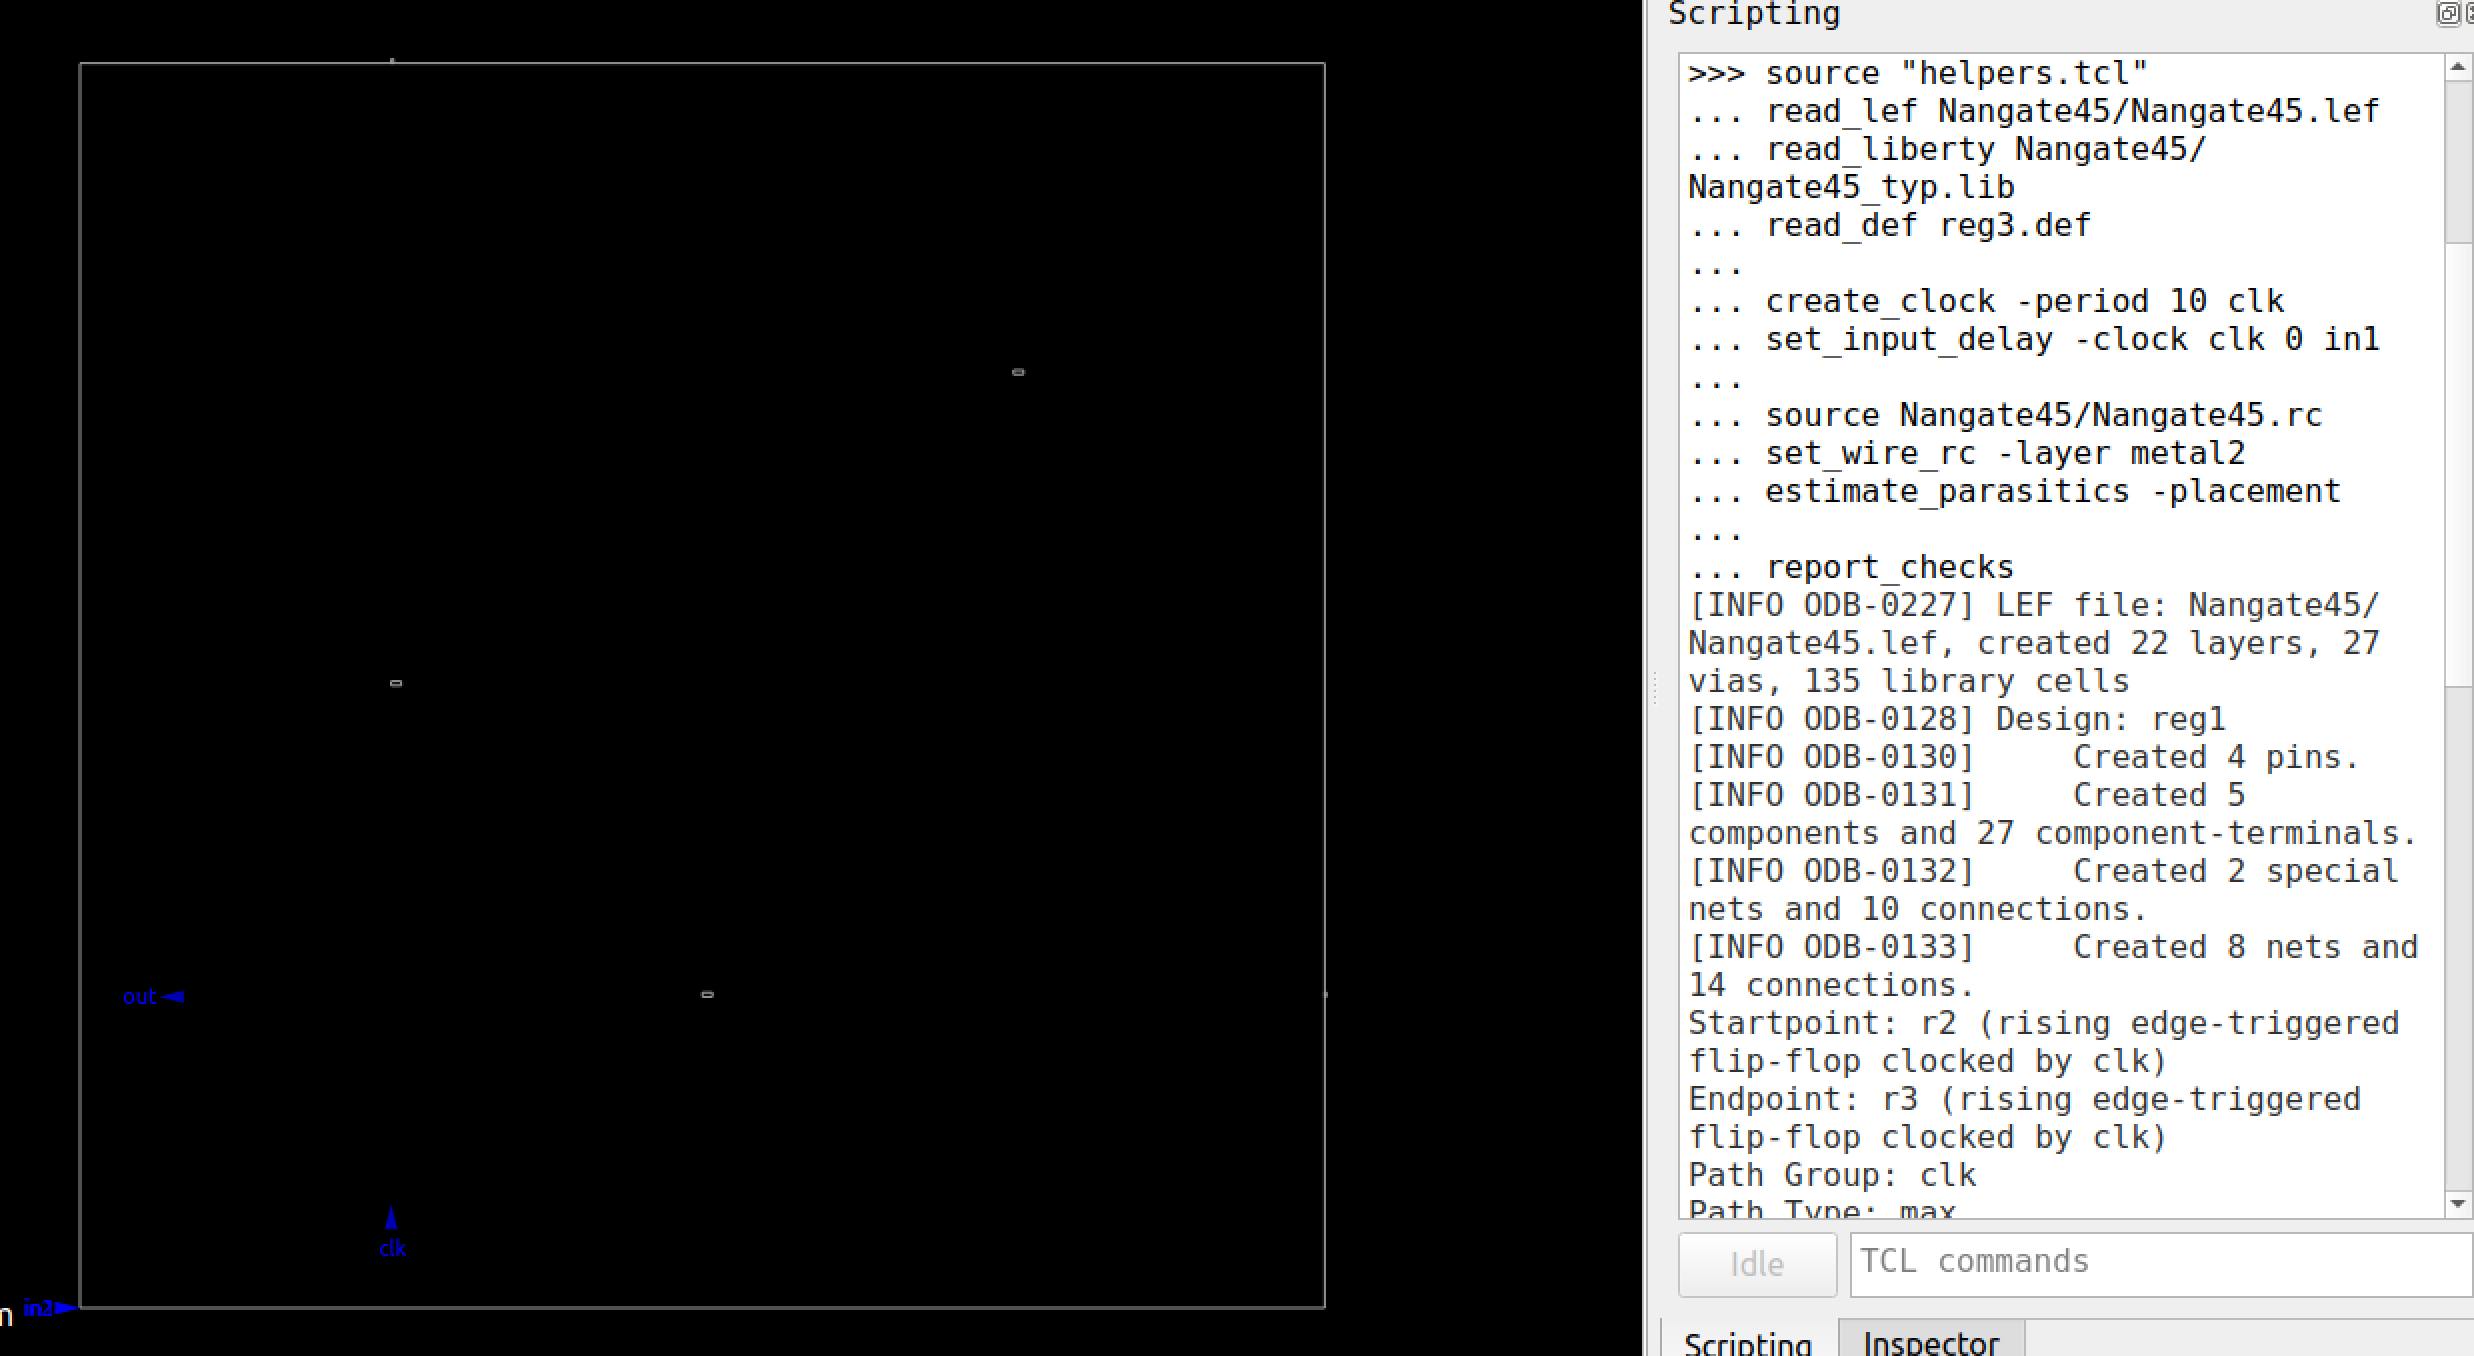 Scripting
>>> source "helpers.tcl"
... read_lef Nangate45/Nangate45.lef
... read_liberty Nangate45/
Nangate45_typ.lib
... read_def reg3.def
...
... create_clock -period 10 clk
... set_input_delay -clock clk 0 in1
...
... source Nangate45/Nangate45.rc
... set_wire_rc -layer metal2
... estimate_parasitics -placement
...
... report_checks
[INFO ODB-0227] LEF file: Nangate45/
Nangate45.lef, created 22 layers, 27
vias, 135 library cells
[INFO ODB-0128] Design: reg1
[INFO ODB-0130]     Created 4 pins.
[INFO ODB-0131]     Created 5
components and 27 component-terminals.
[INFO ODB-0132]     Created 2 special
nets and 10 connections.
[INFO ODB-0133]     Created 8 nets and
14 connections.
Startpoint: r2 (rising edge-triggered
flip-flop clocked by clk)
Endpoint: r3 (rising edge-triggered
flip-flop clocked by clk)
Path Group: clk
Path Type: max
Idle
TCL commands
Scripting
Inspector
out
clk
in2